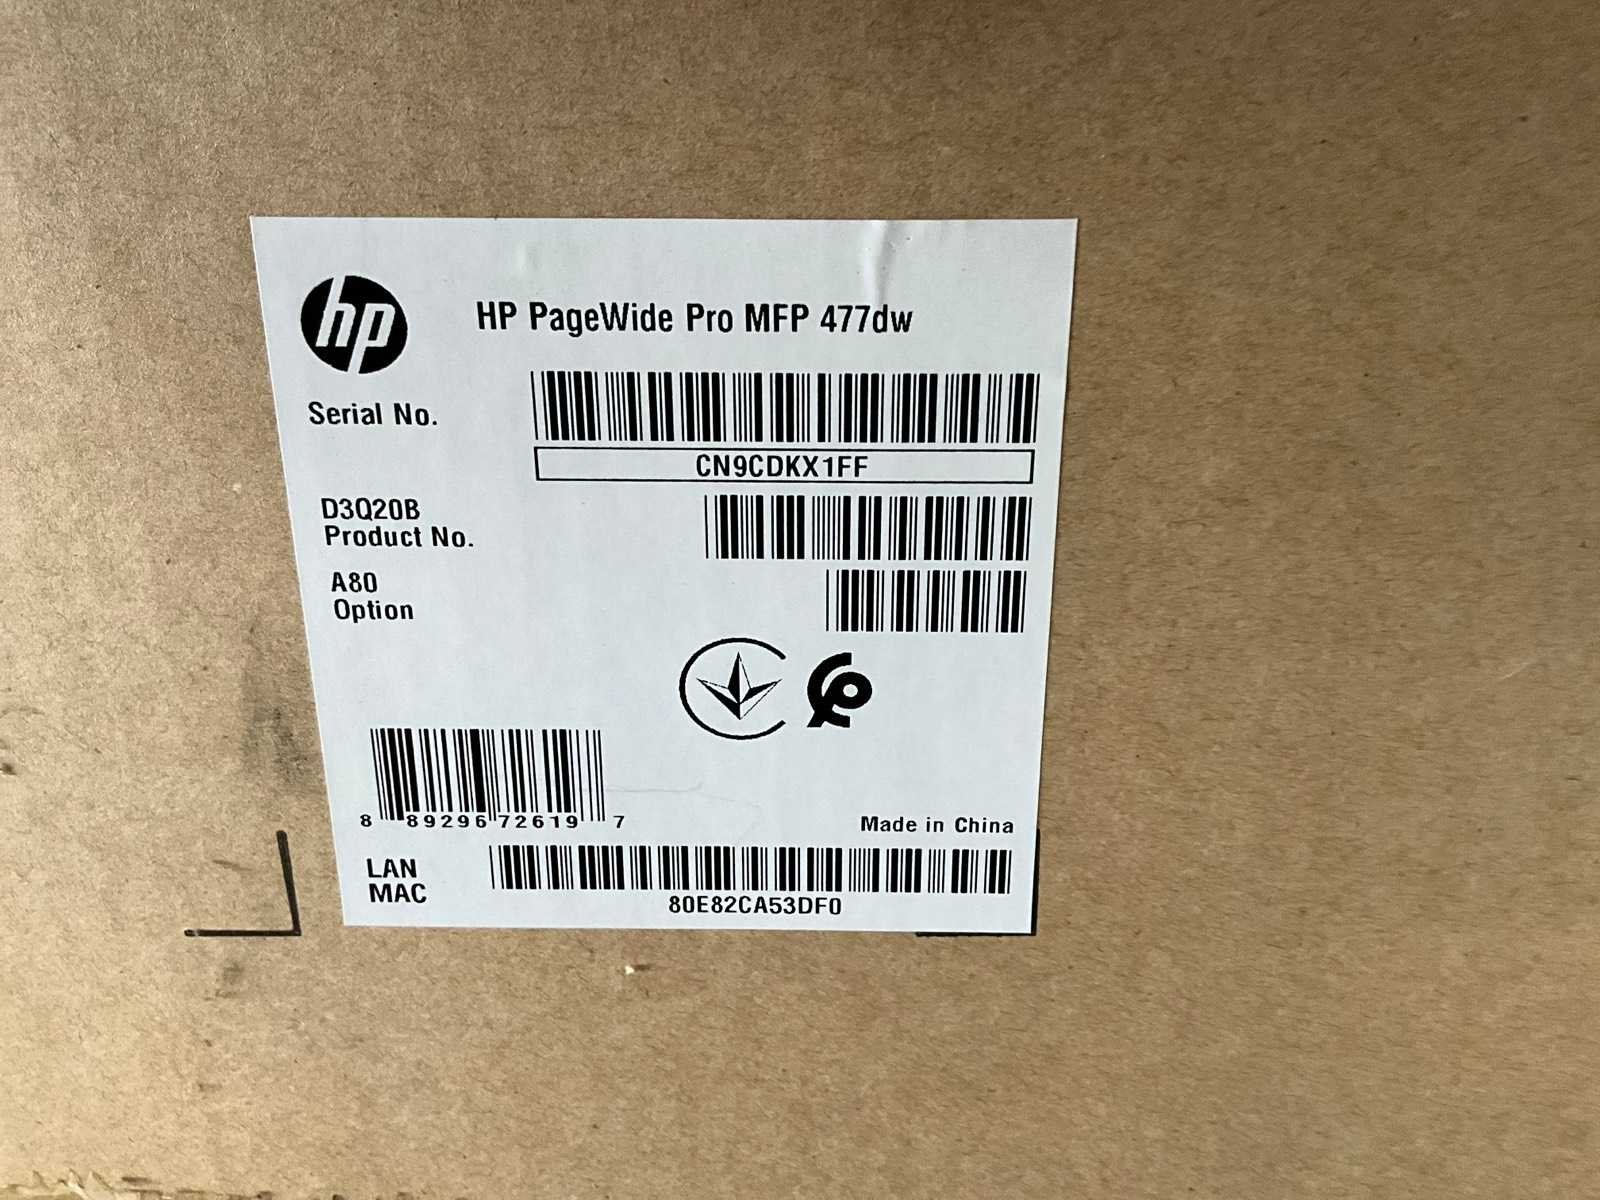 hp
HP PageWide Pro MFP 477dw
Serial No.
CN9CDKX1FF
D3Q20B
Product No.
A80
Option
8 89296 72619 7
Made in China
LAN
MAC
80E82CA53DF0